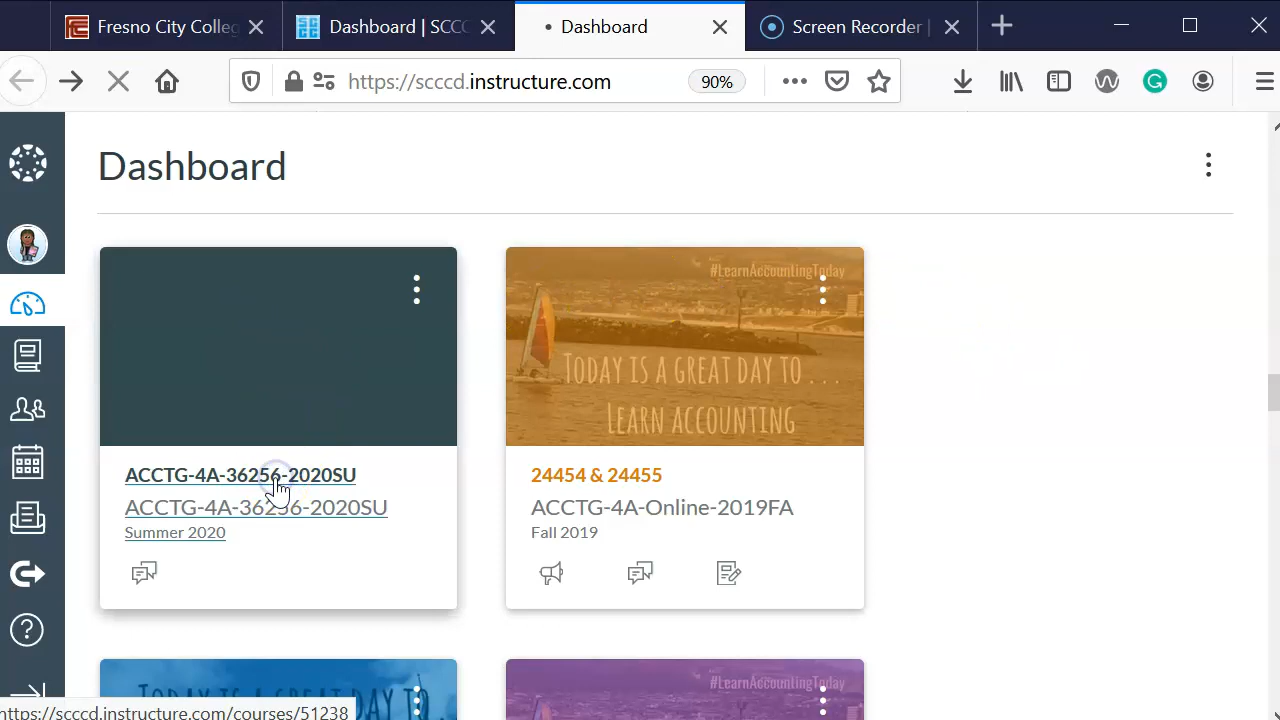 Fresno City Colleg
Dashboard | SCCC
Dashboard
Screen Recorder |
https://scccd.instructure.com
90%
Dashboard
#LearnAccountingToday
Today is a great day to . . .
Learn accounting
ACCTG-4A-36256-2020SU
ACCTG-4A-36256-2020SU
Summer 2020
24454 & 24455
ACCTG-4A-Online-2019FA
Fall 2019
Today is a great day to
#LearnAccountingToday
https://scccd.instructure.com/courses/51238